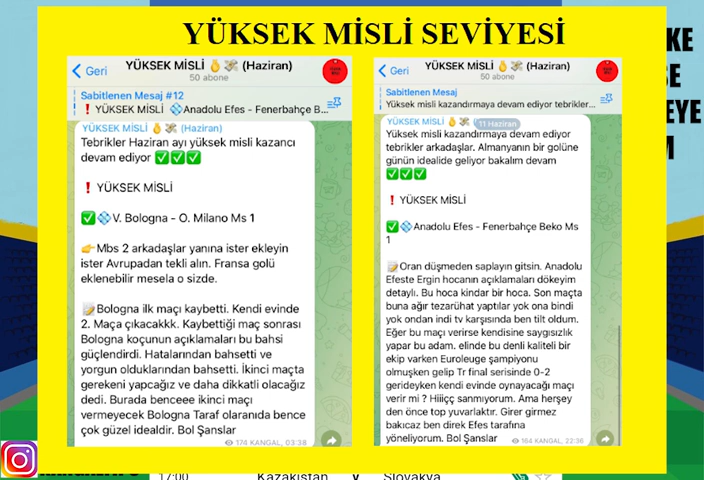 YÜKSEK MİSLİ SEVİYESİ
Geri
YÜKSEK MİSLİ 👌💸 (Haziran)
50 abone
Sabitlenen Mesaj #12
❗ YÜKSEK MİSLİ 💠Anadolu Efes - Fenerbahçe B...
YÜKSEK MİSLİ 👌💸 (Haziran)
Tebrikler Haziran ayı yüksek misli kazancı
devam ediyor ✅✅✅
❗ YÜKSEK MİSLİ
✅💠V. Bologna - O. Milano Ms 1
👉Mbs 2 arkadaşlar yanına ister ekleyin
ister Avrupadan tekli alın. Fransa golü
eklenebilir mesela o sizde.
📝Bologna ilk maçı kaybetti. Kendi evinde
2. Maça çıkacakkk. Kaybettiği maç sonrası
Bologna koçunun açıklamaları bu bahsi
güçlendirdi. Hatalarından bahsetti ve
yorgun olduklarından bahsetti. İkinci maçta
gerekeni yapcağız ve daha dikkatli olacağız
dedi. Burada benceee ikinci maçı
vermeyecek Bologna Taraf olaranıda bence
çok güzel idealdir. Bol Şanslar
174 KANGAL, 03:38
Geri
YÜKSEK MİSLİ 👌💸 (Haziran)
50 abone
Sabitlenen Mesaj
Yüksek misli kazandırmaya devam ediyor tebrikler...
YÜKSEK MİSLİ 👌💸 (Haziran)
11 Haziran
Yüksek misli kazandırmaya devam ediyor
tebrikler arkadaşlar. Almanyanın bir golüne
günün idealide geliyor bakalım devam
✅✅✅
❗ YÜKSEK MİSLİ
✅💠Anadolu Efes - Fenerbahçe Beko Ms
1
📝Oran düşmeden saplayın gitsin. Anadolu
Efeste Ergin hocanın açıklamaları dökeyim
detaylı. Bu hoca kindar bir hoca. Son maçta
buna ağır tezarühat yaptılar yok ona bindi
yok ondan indi tv karşısında ben tilt oldum.
Eğer bu maçı verirse kendisine saygısızlık
yapar bu adam. elinde bu denli kaliteli bir
ekip varken Euroleuge şampiyonu
olmuşken gelip Tr final serisinde 0-2
gerideyken kendi evinde oynayacağı maçı
verir mi ? Hiiiçç sanmıyorum. Ama herşey
den önce top yuvarlaktır. Girer girmez
bakıcaz ben direk Efes tarafına
yöneliyorum. Bol Şanslar
164 KANGAL, 22:36
KE
SE
EYE
M
17:00
Kazakistan
v
Slovakya